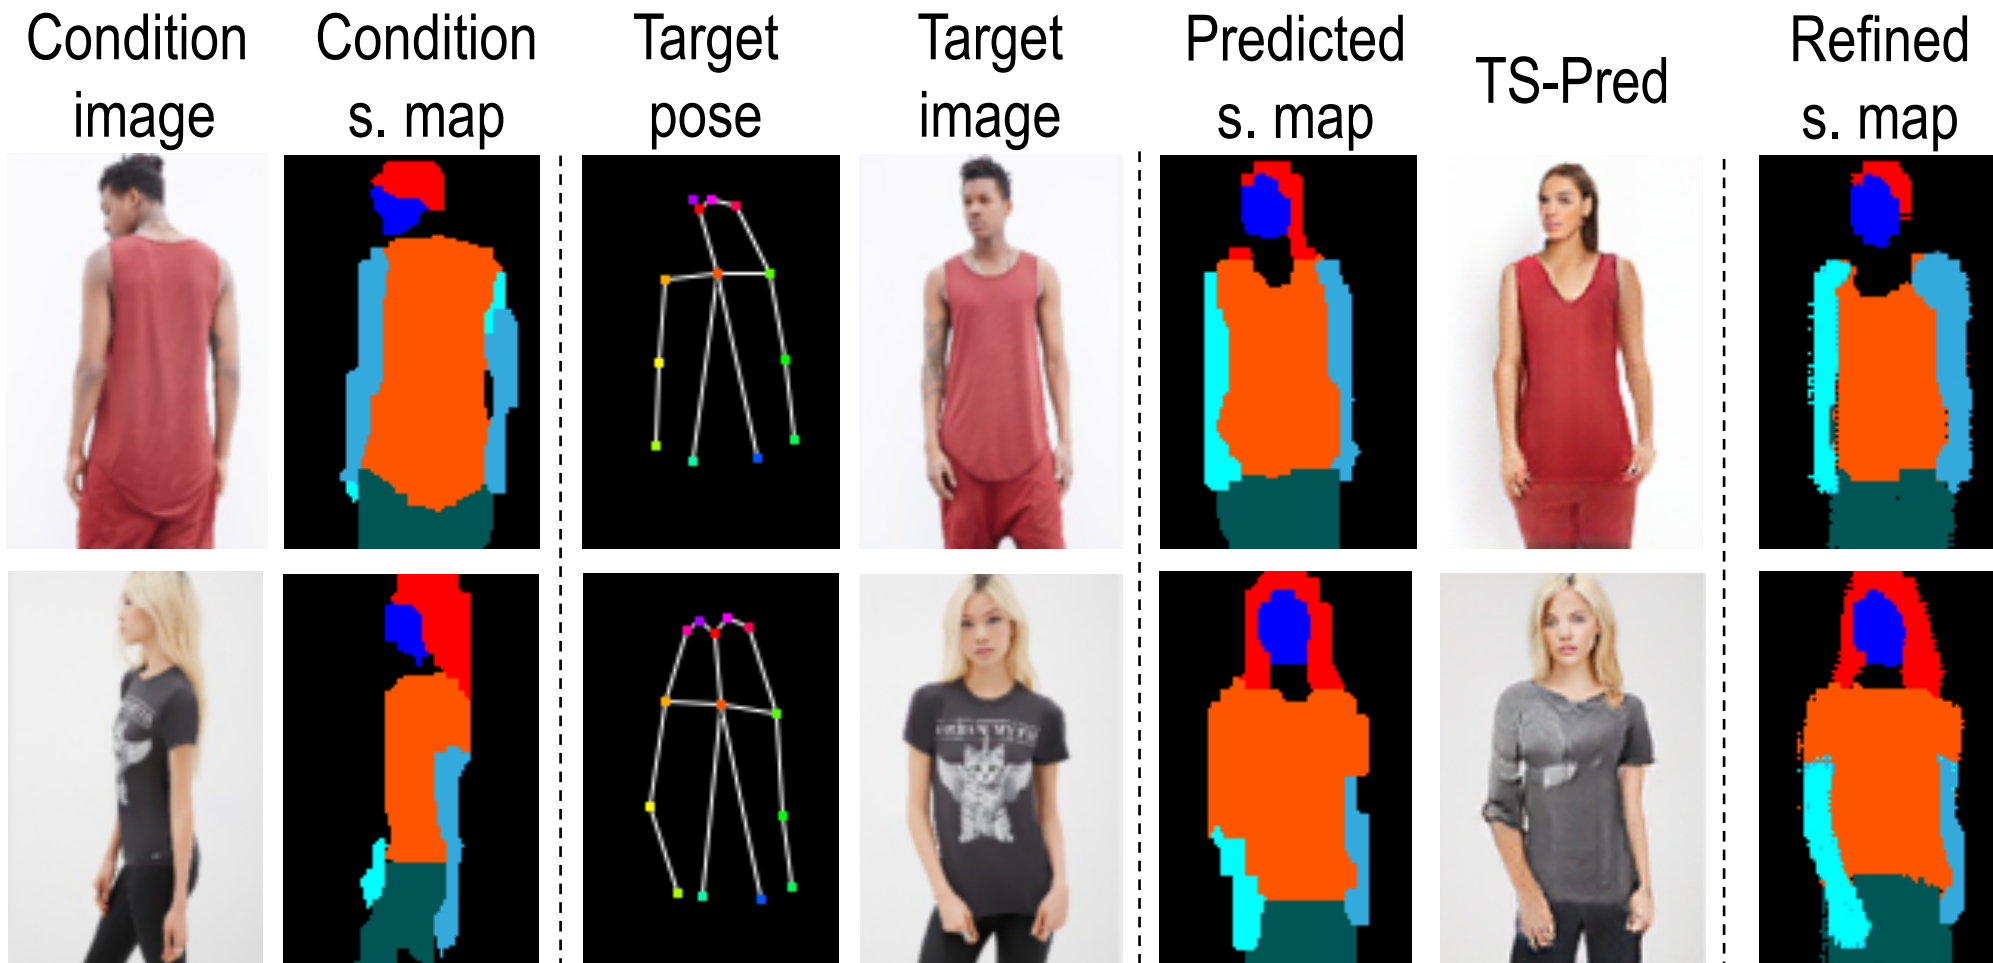 Condition image
Condition s. map
Target pose
Target image
Predicted s. map
TS-Pred
Refined s. map